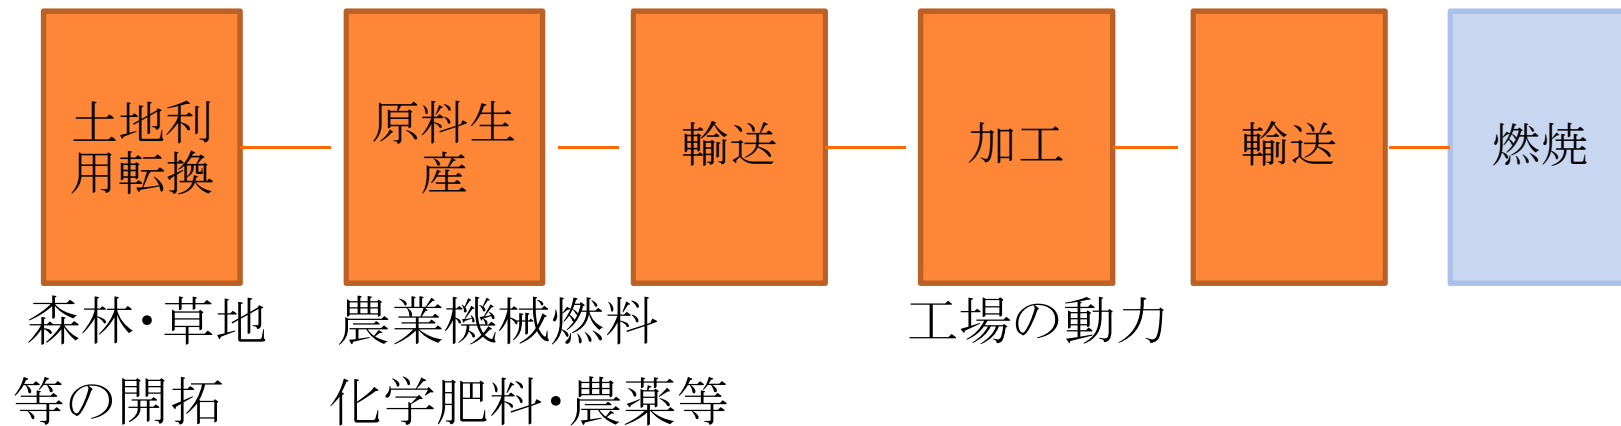 土地利
用転換
原料生
産
輸送
加工
輸送
燃焼
森林・草地
等の開拓
農業機械燃料
化学肥料・農薬等
工場の動力